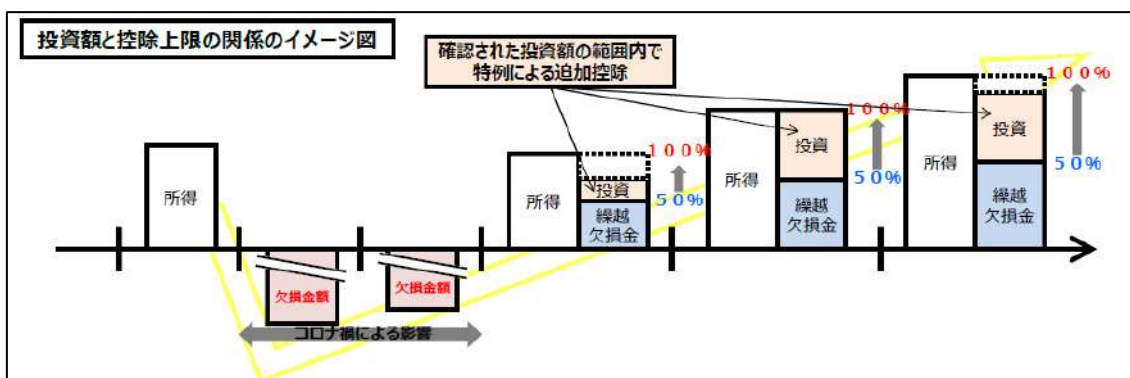 投資額と控除上限の関係のイメージ図
確認された投資額の範囲内で
特例による追加控除
所得
欠損金額
欠損金額
コロナ禍による影響
所得
投資
繰越
欠損金
１００％
５０％
所得
投資
繰越
欠損金
１００％
５０％
所得
投資
繰越
欠損金
１００％
５０％